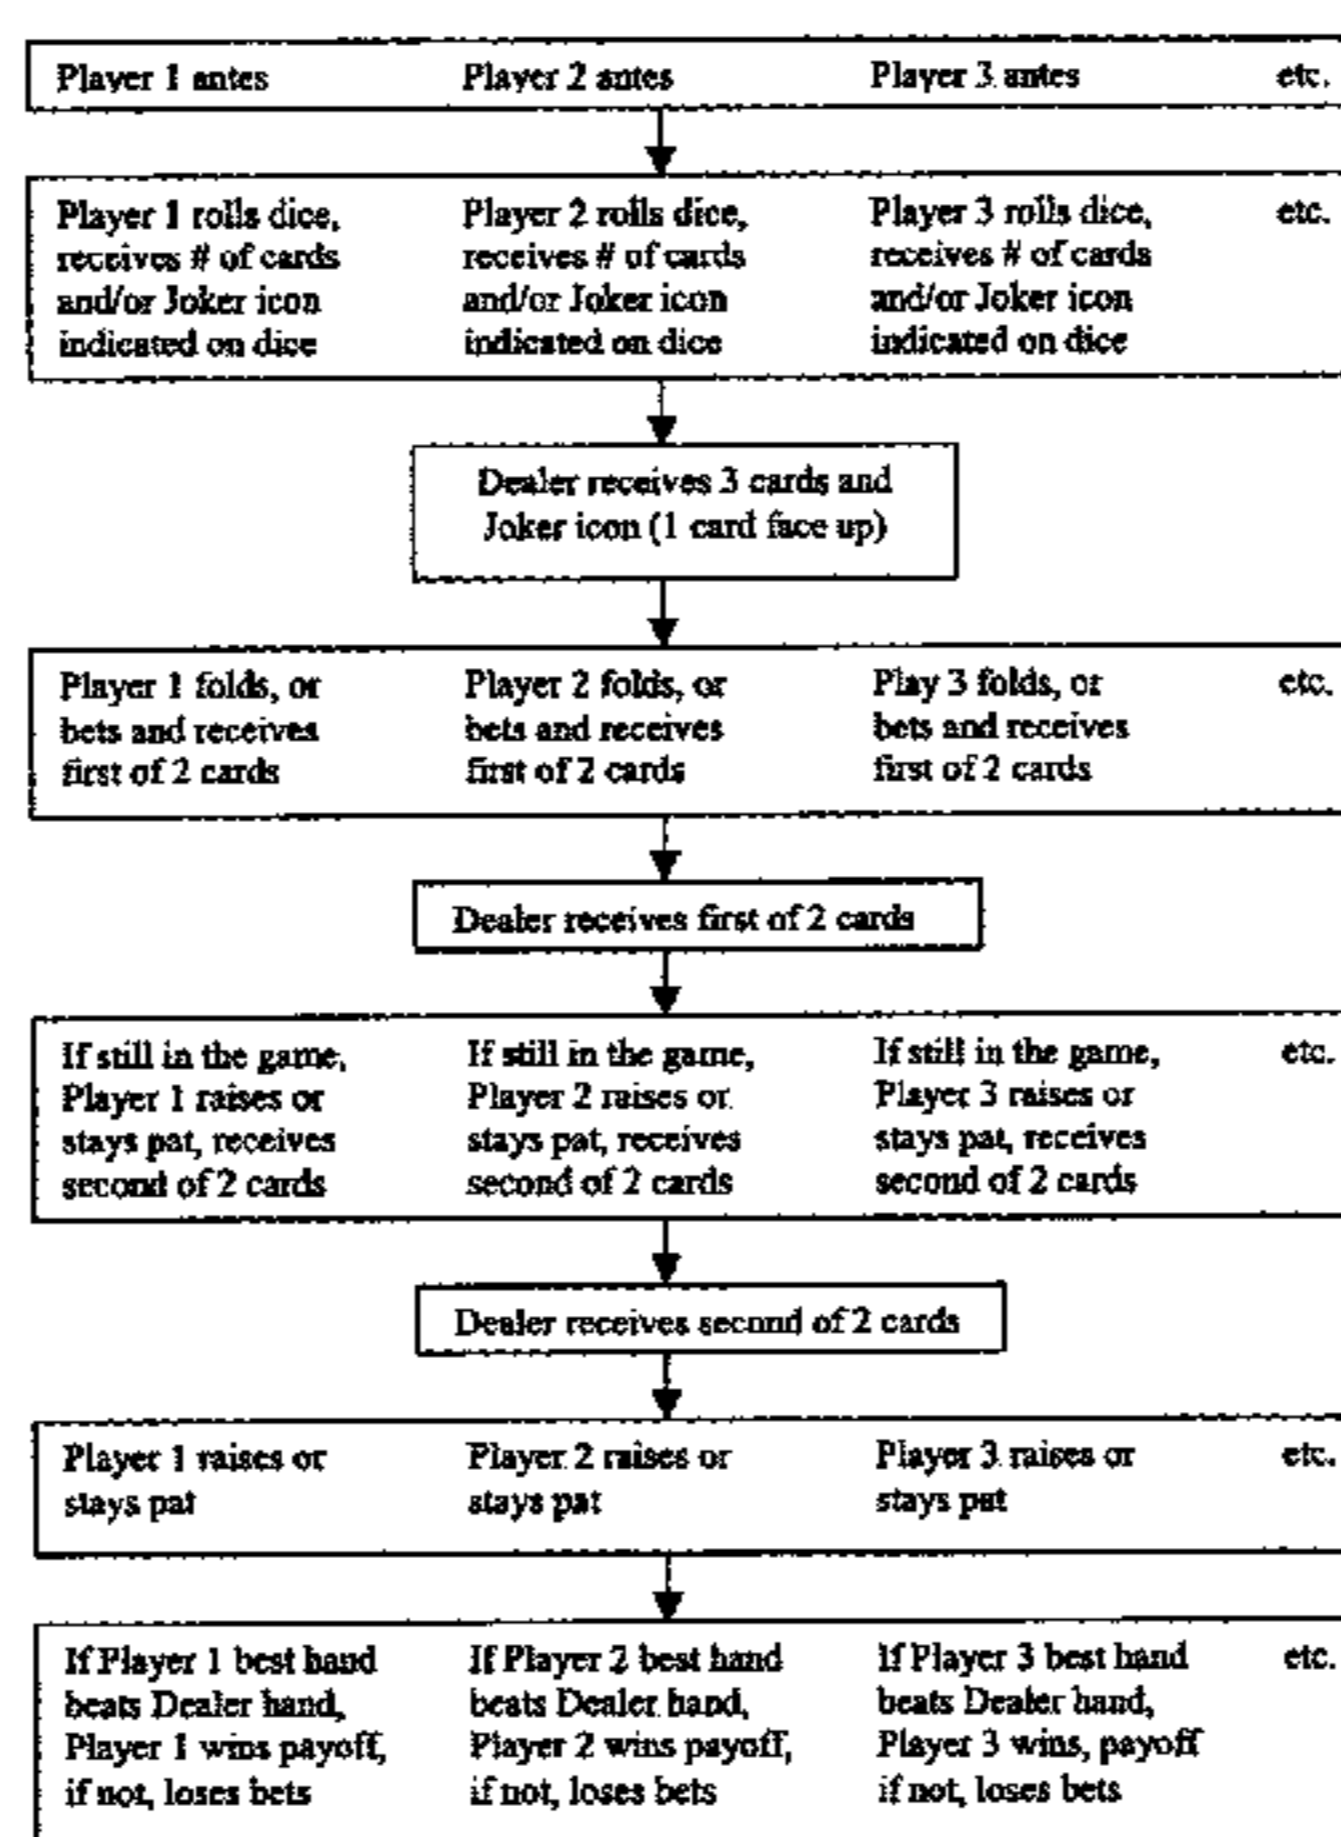 Player 1 antes Player 2 antes Player 3 antes etc.
Player 1 rolls dice, Player 2 rolls dice, Player 3 rolls dice, etc.
receives # of cards receives # of cards receives # of cards
and/or Joker icon and/or Joker icon and/or Joker icon
indicated on dice indicated on dice indicated on dice
Dealer receives 3 cards and
Joker icon (1 card face up)
Player 1 folds, or Player 2 folds, or Play 3 folds, or etc.
bets and receives bets and receives bets and receives
first of 2 cards first of 2 cards first of 2 cards
Dealer receives first of 2 cards
If still in the game, If still in the game, If still in the game, etc.
Player 1 raises or Player 2 raises or Player 3 raises or
stays pat, receives stays pat, receives stays pat, receives
second of 2 cards second of 2 cards second of 2 cards
Dealer receives second of 2 cards
Player 1 raises or Player 2 raises or Player 3 raises or etc.
stays pat stays pat stays pat
If Player 1 best hand If Player 2 best hand If Player 3 best hand etc.
beats Dealer hand, beats Dealer hand, beats Dealer hand,
Player 1 wins payoff, Player 2 wins payoff, Player 3 wins, payoff
if not, loses bets if not, loses bets if not, loses bets